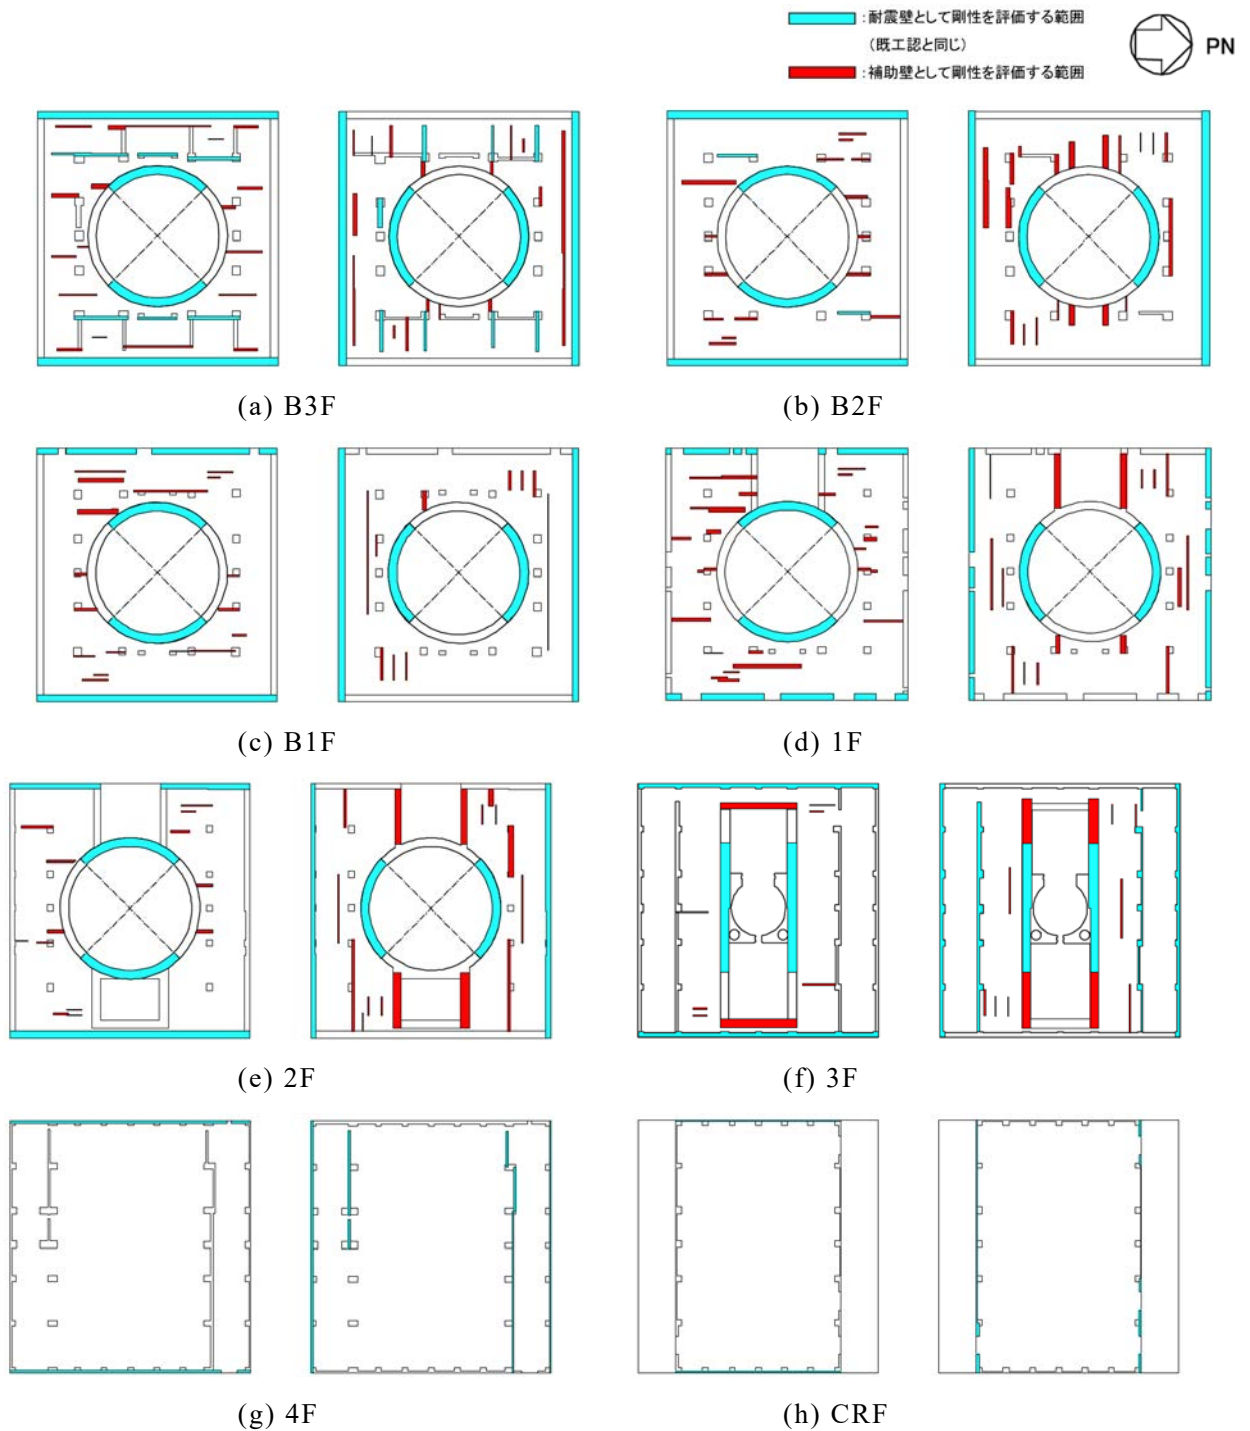 :耐震壁として剛性を評価する範囲
(既工認と同じ)
:補助壁として剛性を評価する範囲
PN
(a) B3F
(b) B2F
(c) B1F
(d) 1F
(e) 2F
(f) 3F
(g) 4F
(h) CRF